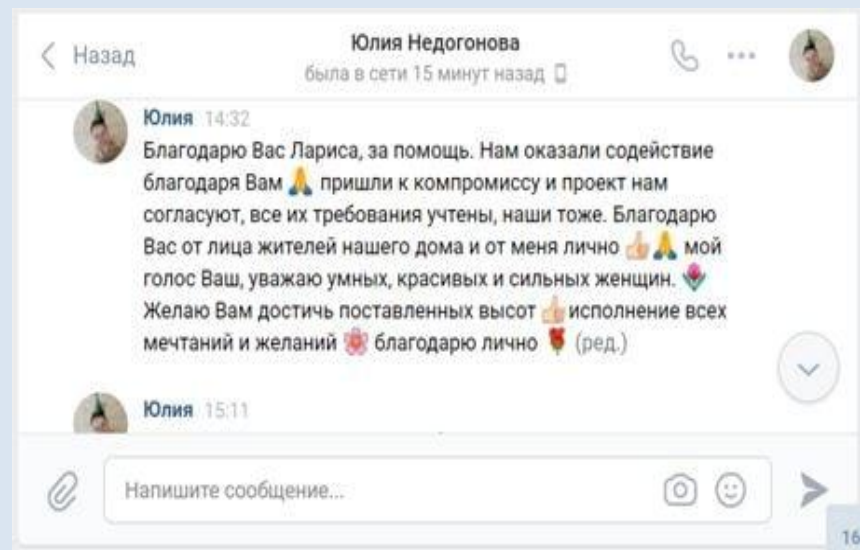 Назад
Юлия Недогонова
была в сети 15 минут назад
Юлия 14:32
Благодарю Вас Лариса, за помощь. Нам оказали содействие
благодаря Вам 🙏 пришли к компромиссу и проект нам
согласуют, все их требования учтены, наши тоже. Благодарю
Вас от лица жителей нашего дома и от меня лично 👍🏻🙏 мой
голос Ваш, уважаю умных, красивых и сильных женщин. 🌷
Желаю Вам достичь поставленных высот 👍🏻 исполнение всех
мечтаний и желаний 🌸 благодарю лично 🌹 (ред.)
Юлия 15:11
Напишите сообщение...
16